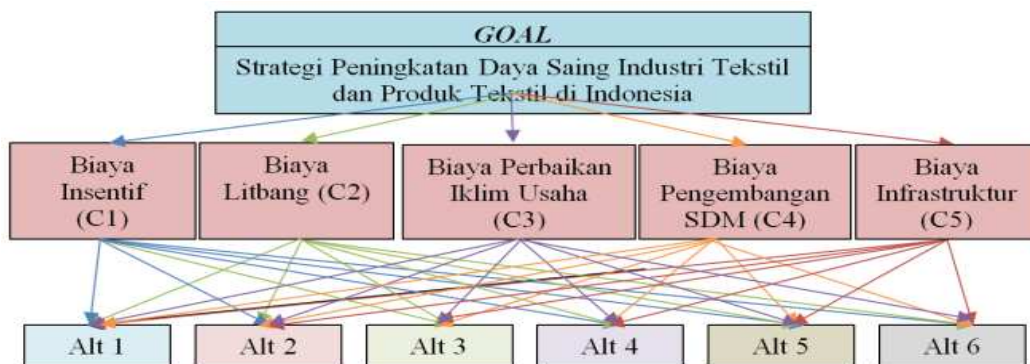 GOAL
Strategi Peningkatan Daya Saing Industri Tekstil
dan Produk Tekstil di Indonesia
Biaya
Insentif
(C1)
Biaya
Litbang (C2)
Biaya Perbaikan
Iklim Usaha
(C3)
Biaya
Pengembangan
SDM (C4)
Biaya
Infrastruktur
(C5)
Alt 1
Alt 2
Alt 3
Alt 4
Alt 5
Alt 6